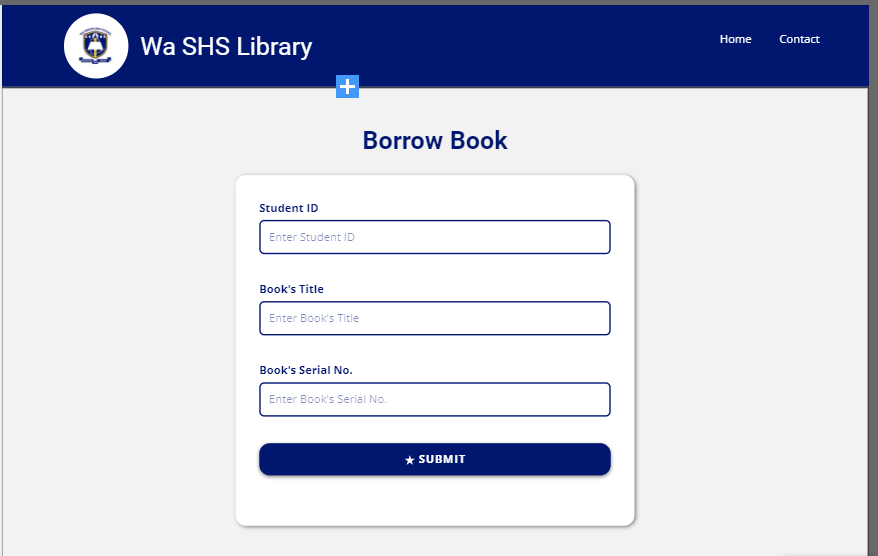 Wa SHS Library
Home
Contact
Borrow Book
Student ID
Enter Student ID
Book's Title
Enter Book's Title
Book's Serial No.
Enter Book's Serial No.
★ SUBMIT